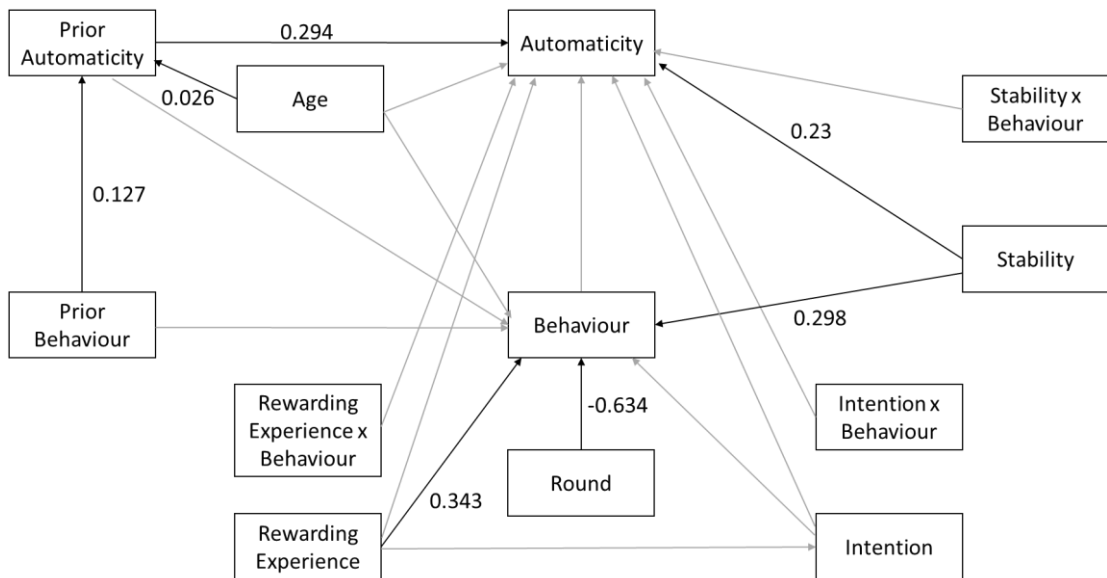 Prior
Automaticity
0.294
Automaticity
0.026
Age
Stability x
Behaviour
0.23
0.127
Stability
Prior
Behaviour
Behaviour
0.298
Rewarding
Experience x
Behaviour
-0.634
Intention x
Behaviour
Round
0.343
Rewarding
Experience
Intention